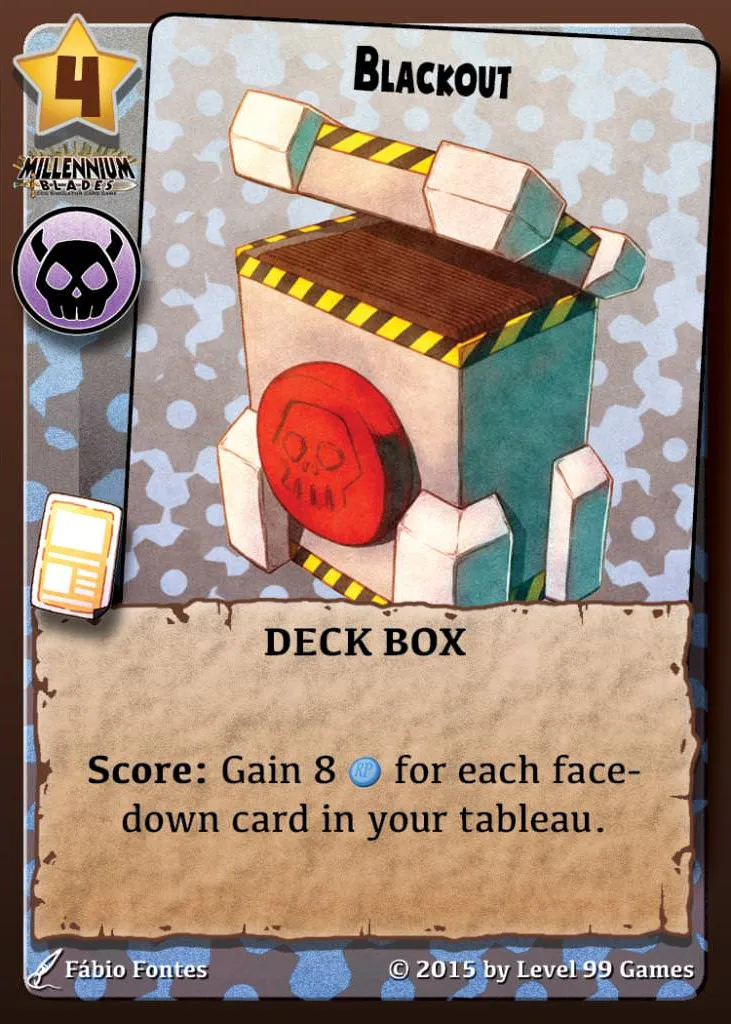 4
BLACKOUT
MILLENNIUM
BLADES
DECK BOX
Score: Gain 8 RP for each face-
down card in your tableau.
Fábio Fontes
© 2015 by Level 99 Games